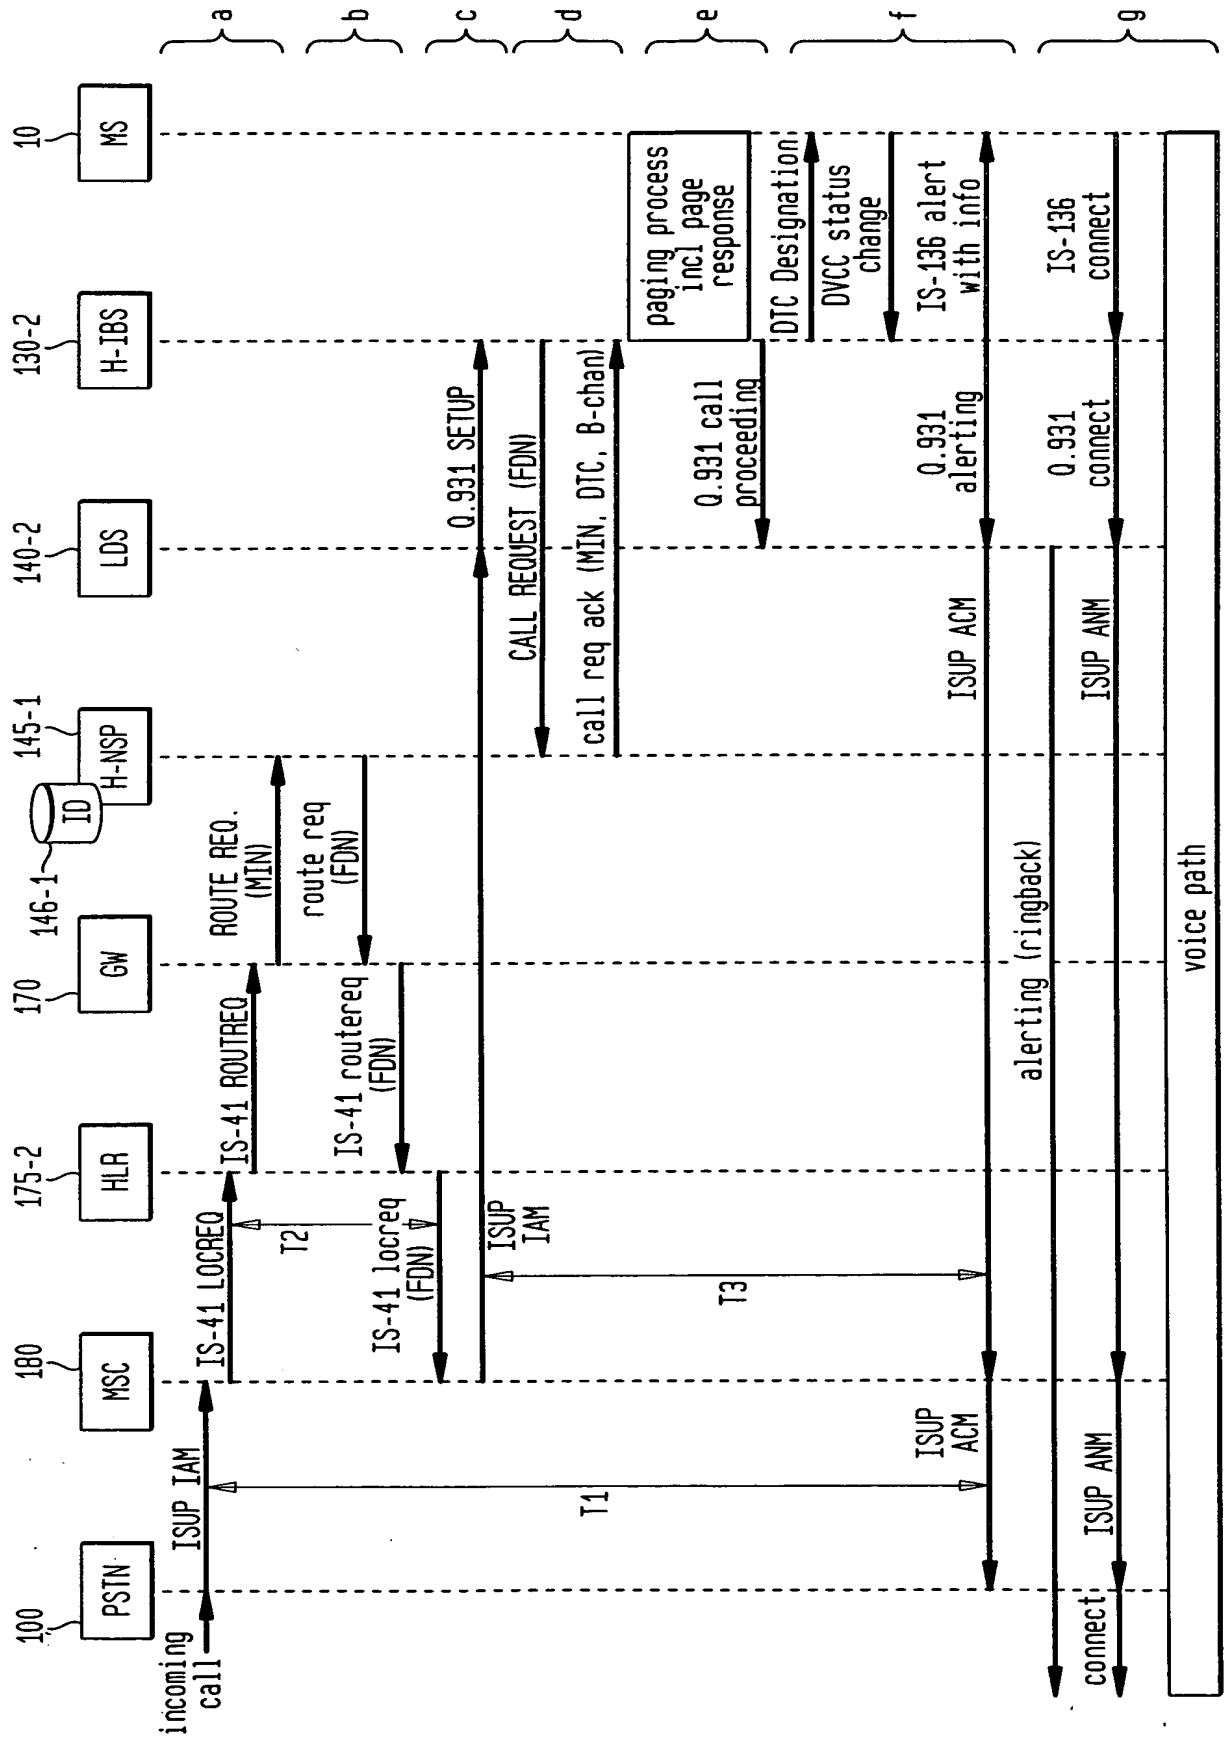 100
180
175-2
170
146-1
145-1
140-2
130-2
10
PSTN
MSC
HLR
GW
ID
H-NSP
LDS
H-IBS
MS
incoming
call
ISUP IAM
IS-41 LOCREQ
IS-41 ROUTREQ
ROUTE REQ.
(MIN)
a
T2
route req
(FDN)
IS-41 routereq
(FDN)
b
IS-41 locreq
(FDN)
ISUP
IAM
Q.931 SETUP
c
CALL REQUEST (FDN)
call req ack (MIN, DTC, B-chan)
d
T1
T3
paging process
incl page
response
Q.931 call
proceeding
e
DTC Designation
DVCC status
change
ISUP
ACM
ISUP ACM
Q.931
alerting
IS-136 alert
with info
f
alerting (ringback)
connect
ISUP ANM
ISUP ANM
Q.931
connect
IS-136
connect
g
voice path